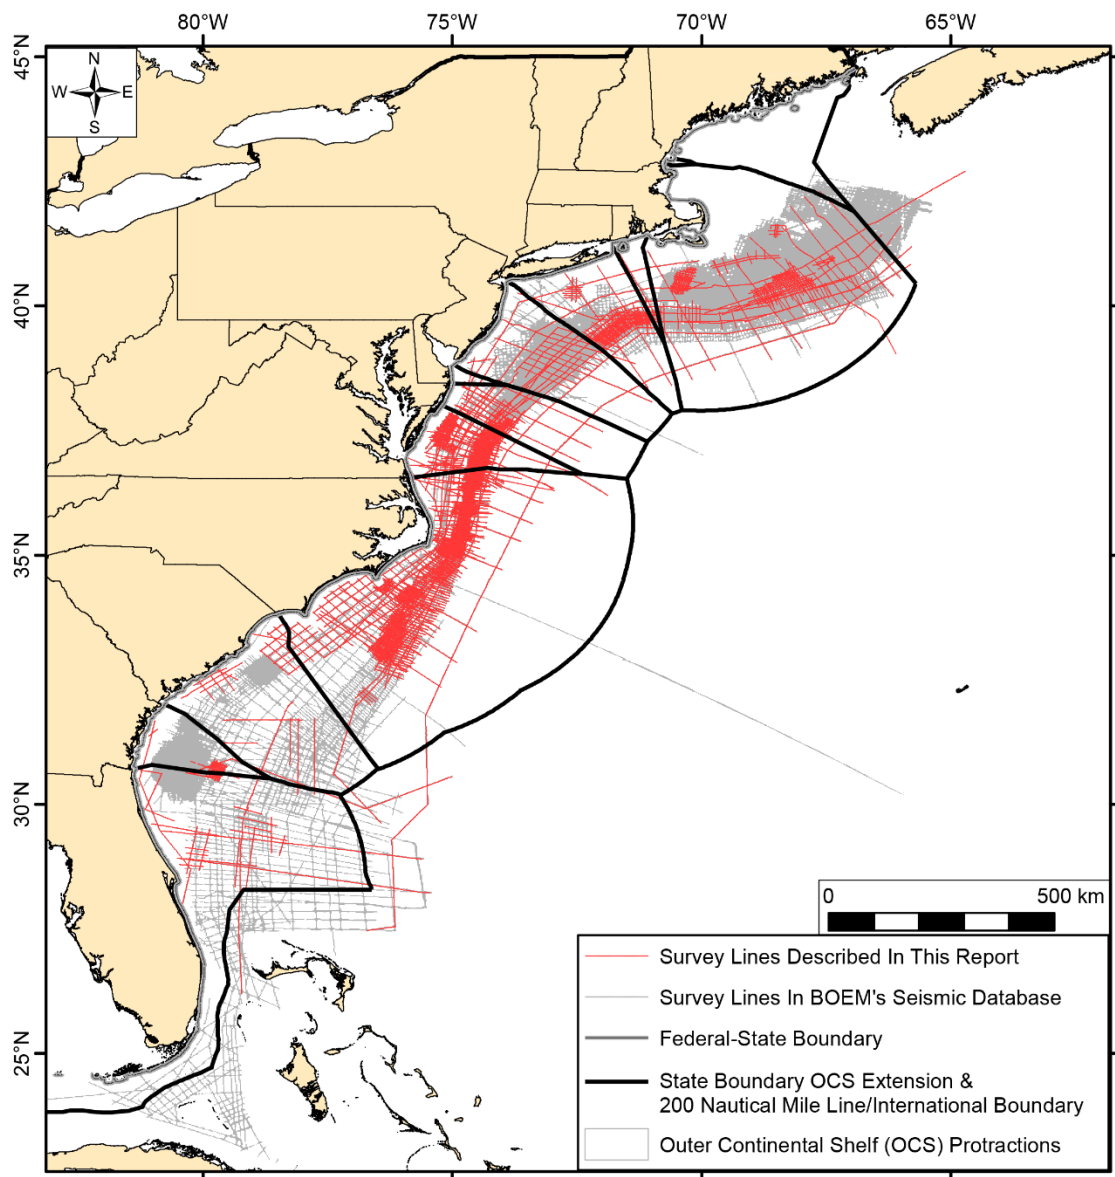 80°W 75°W 70°W 65°W
45°N
N
W E
S
40°N
35°N
30°N
25°N
0 500 km
Survey Lines Described In This Report
Survey Lines In BOEM's Seismic Database
Federal-State Boundary
State Boundary OCS Extension &
200 Nautical Mile Line/International Boundary
Outer Continental Shelf (OCS) Protractions